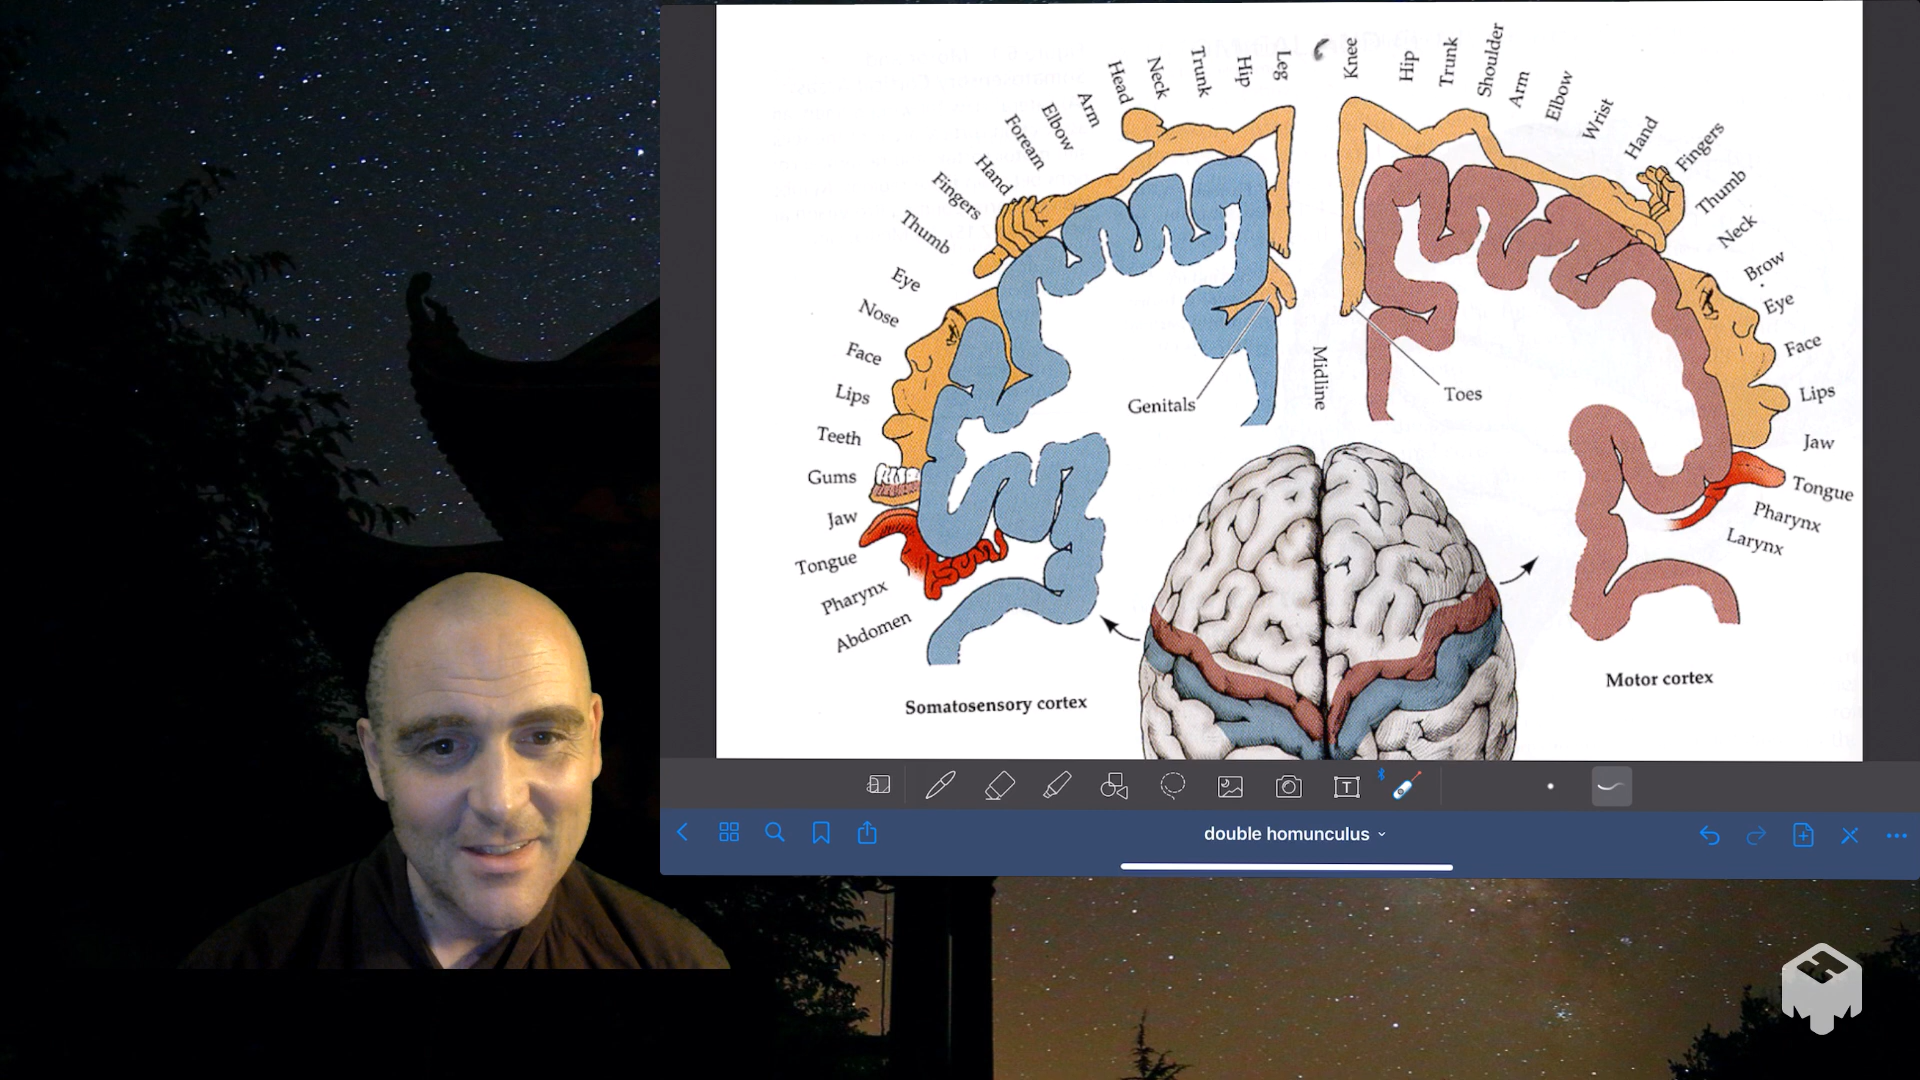 Head
Neck
Trunk
Hip
Leg
Arm
Elbow
Foream
Hand
Fingers
Thumb
Eye
Nose
Face
Lips
Teeth
Gums
Jaw
Tongue
Pharynx
Abdomen
Genitals
Somatosensory cortex
Midline
Knee
Hip
Trunk
Shoulder
Arm
Elbow
Wrist
Hand
Fingers
Thumb
Neck
Brow
Eye
Face
Lips
Jaw
Tongue
Pharynx
Larynx
Toes
Motor cortex
T
double homunculus